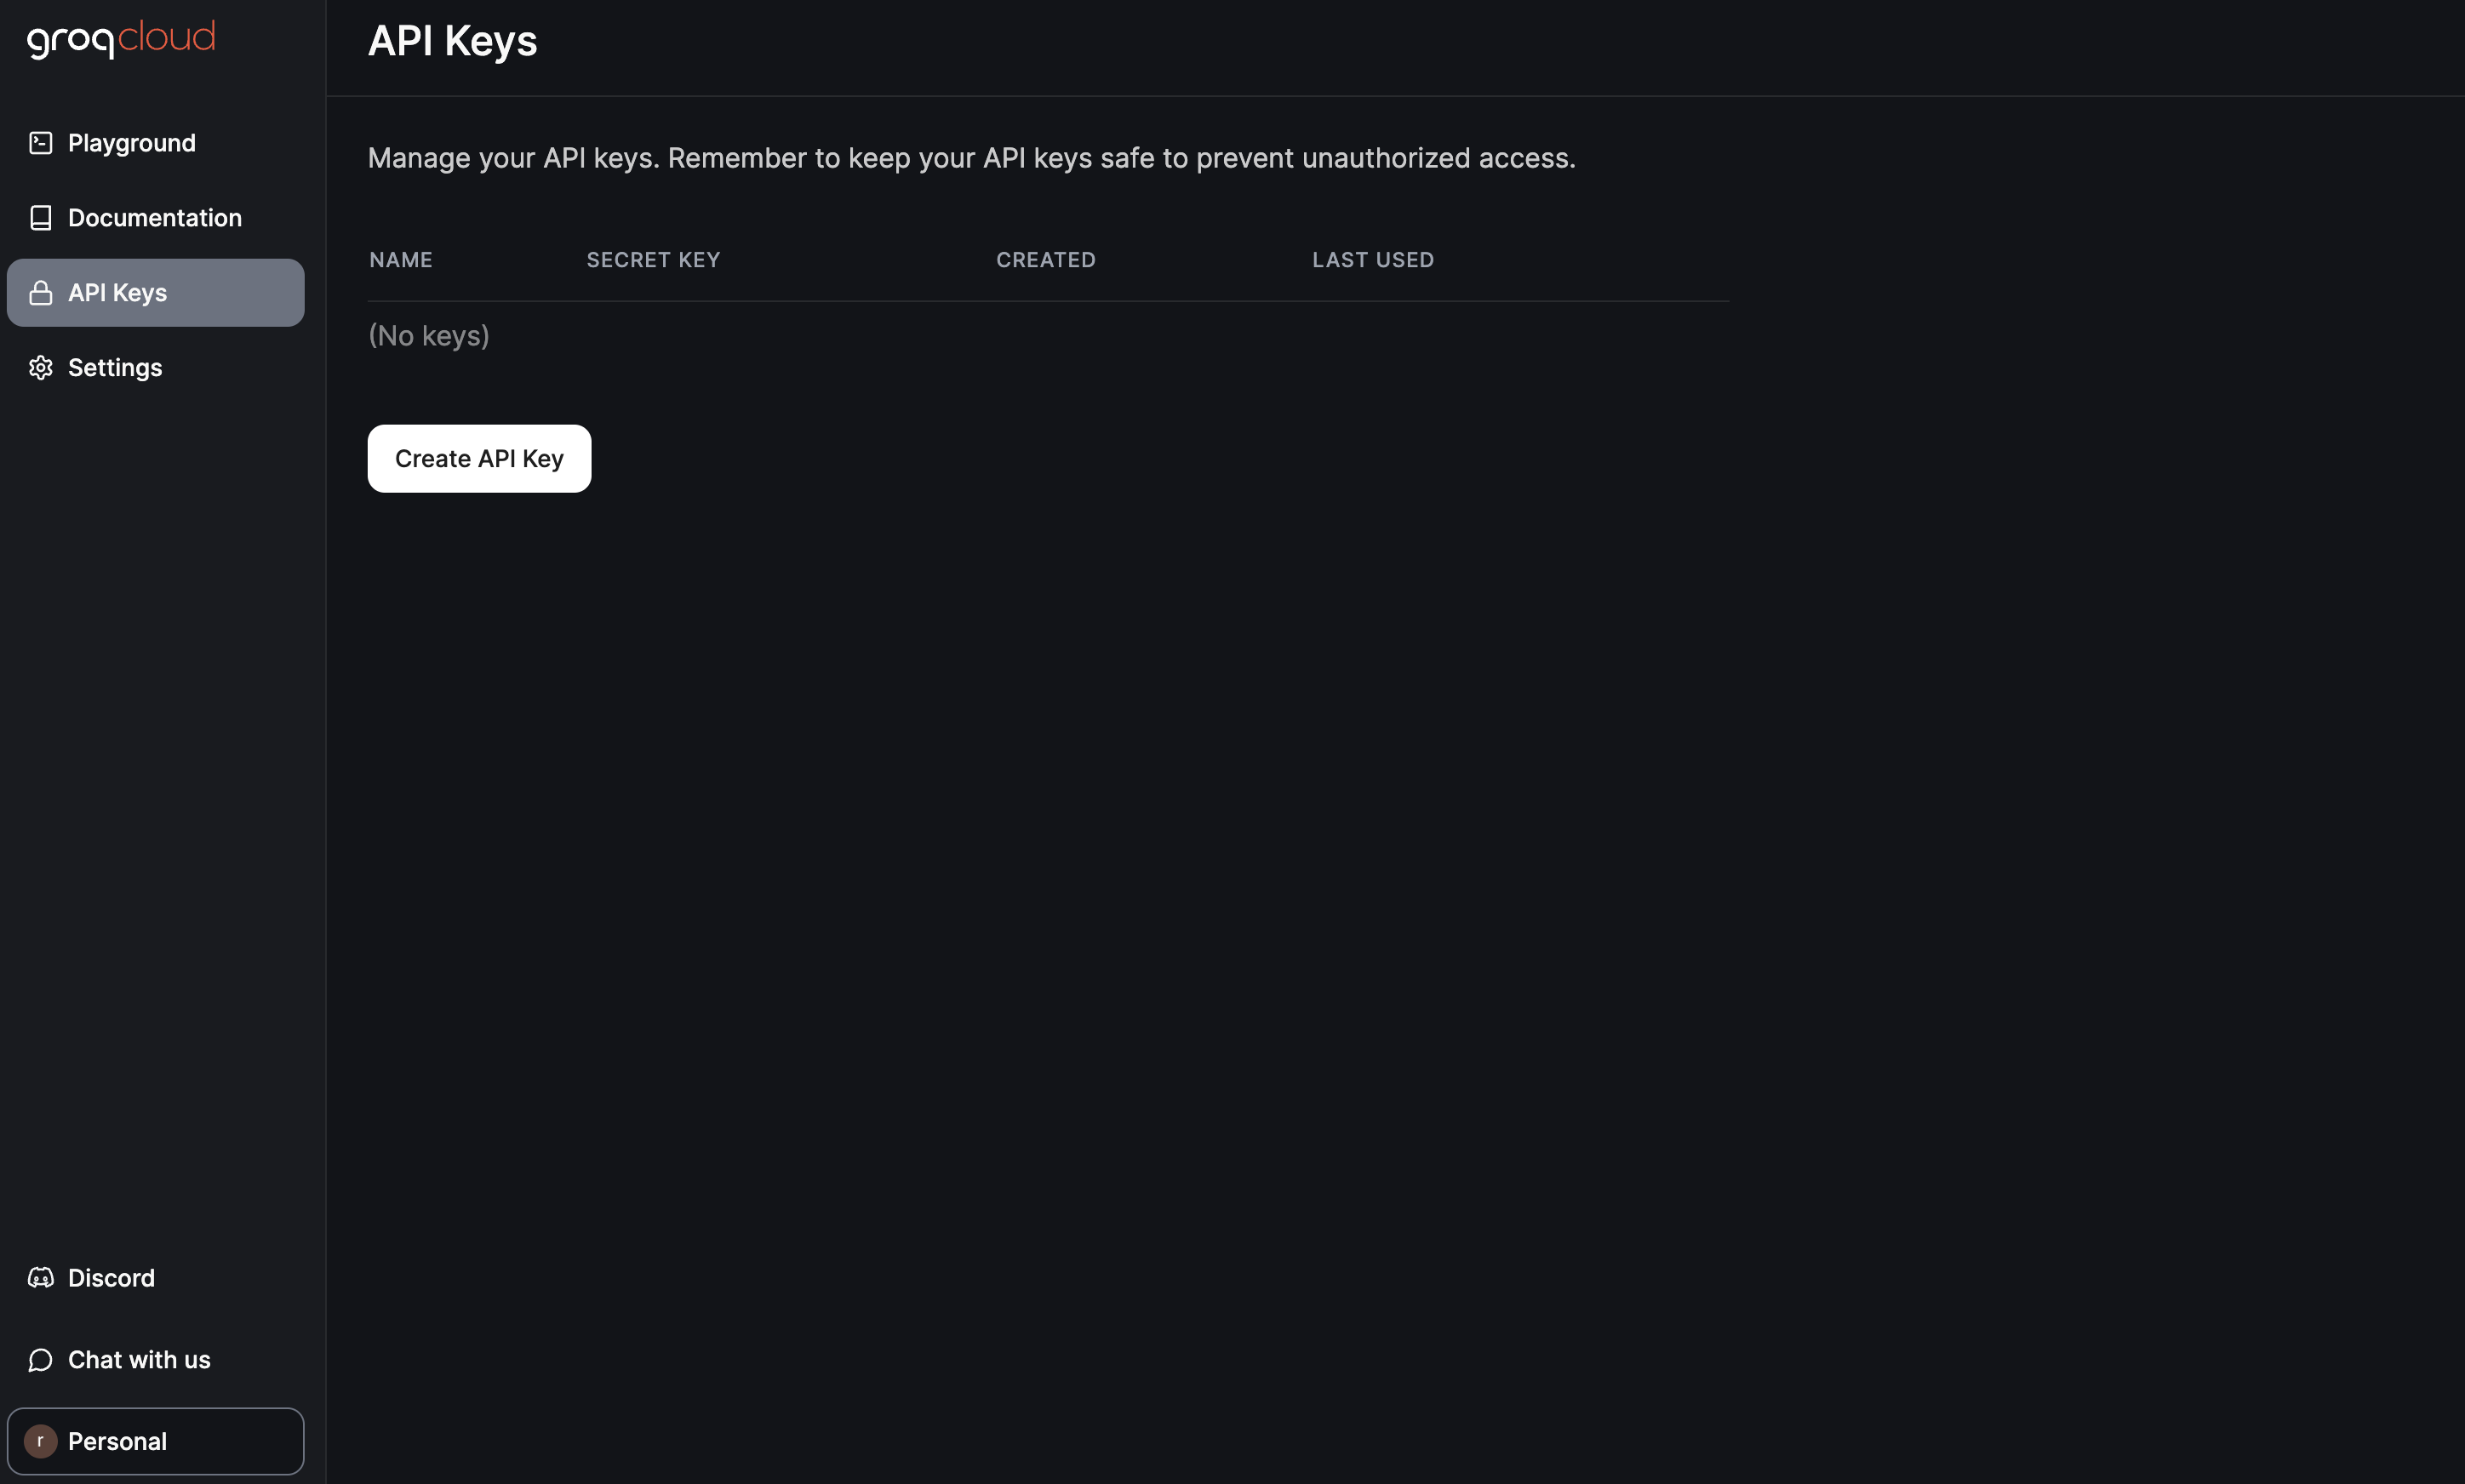 groqcloud
Playground
Documentation
API Keys
Settings
Discord
Chat with us
r
Personal
API Keys
Manage your API keys. Remember to keep your API keys safe to prevent unauthorized access.
NAME SECRET KEY CREATED LAST USED
(No keys)
Create API Key